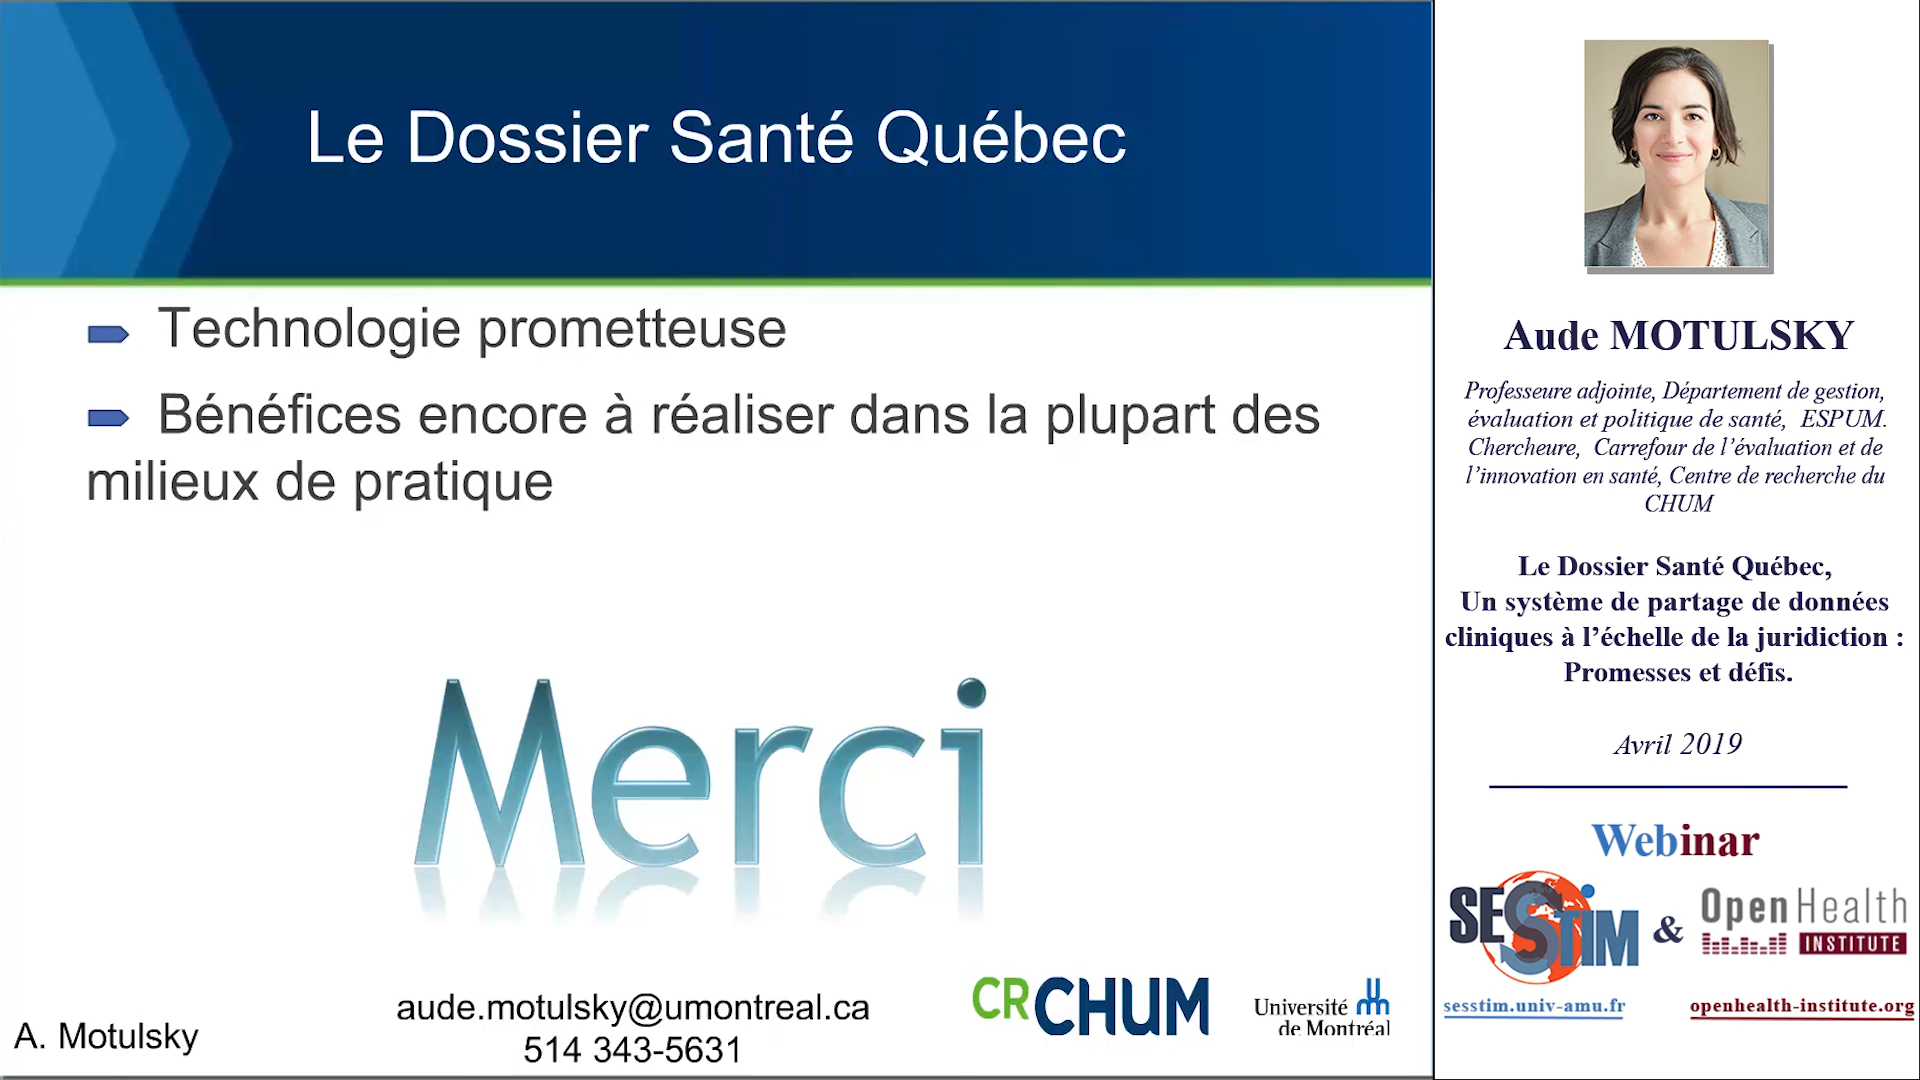 Le Dossier Santé Québec
Technologie prometteuse
Bénéfices encore à réaliser dans la plupart des
milieux de pratique
Merci
aude.motulsky@umontreal.ca
514 343-5631
A. Motulsky
CRCHUM
Université
de Montréal
Aude MOTULSKY
Professeure adjointe, Département de gestion,
évaluation et politique de santé, ESPUM.
Chercheure, Carrefour de l'évaluation et de
l'innovation en santé, Centre de recherche du
CHUM
Le Dossier Santé Québec,
Un système de partage de données
cliniques à l'échelle de la juridiction :
Promesses et défis.
Avril 2019
Webinar
SESSTIM & Open Health
INSTITUTE
sesstim.univ-amu.fr
openhealth-institute.org